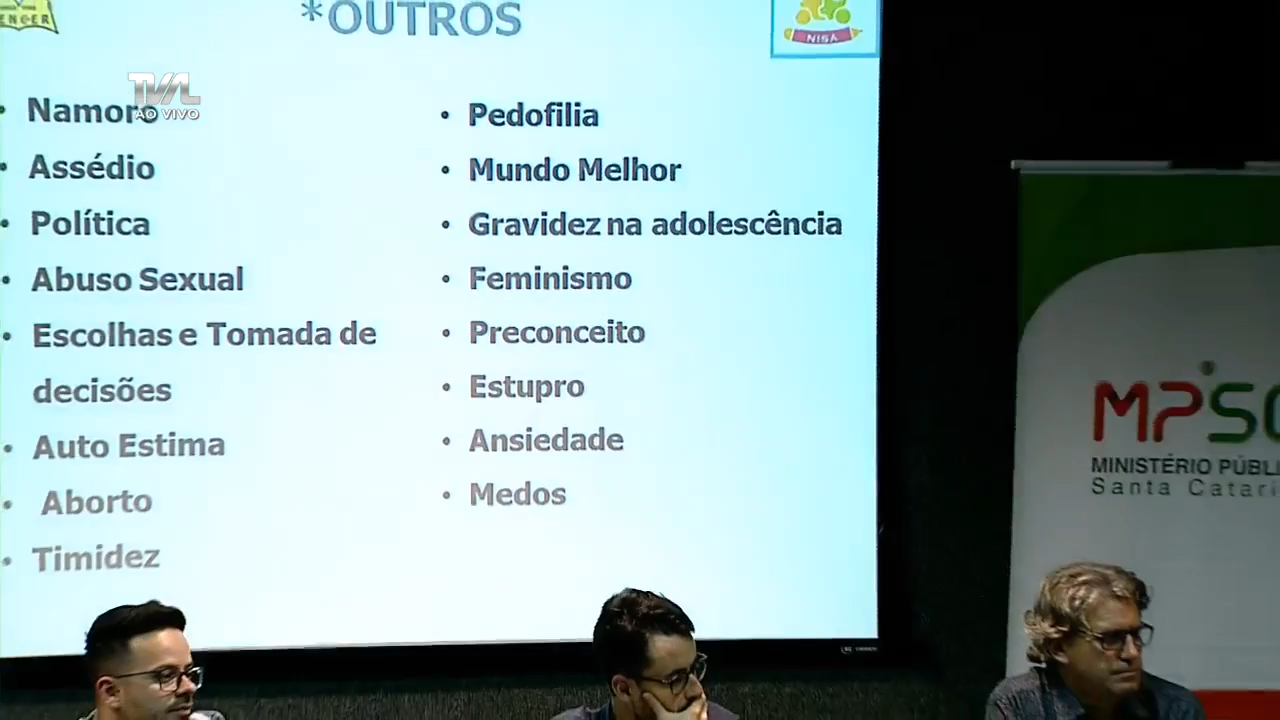 *OUTROS
NISA
TVAL
AO VIVO
• Namoro
• Assédio
• Política
• Abuso Sexual
• Escolhas e Tomada de
decisões
• Auto Estima
• Aborto
• Timidez
• Pedofilia
• Mundo Melhor
• Gravidez na adolescência
• Feminismo
• Preconceito
• Estupro
• Ansiedade
• Medos
MPSC
MINISTÉRIO PÚBLI
Santa Catari